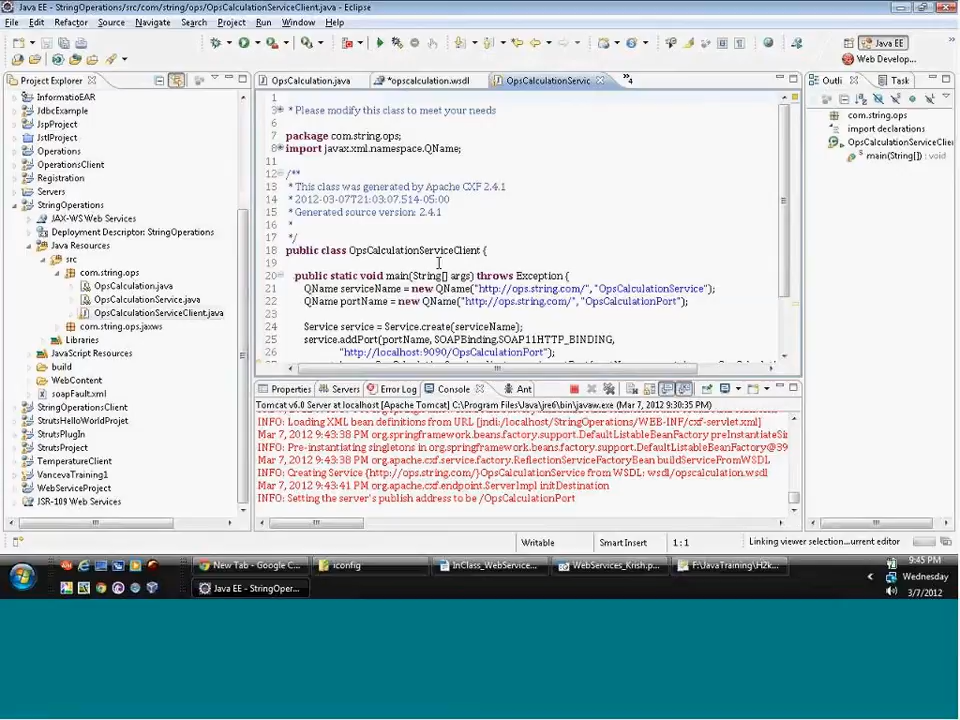 Java EE - StringOperations/src/com/string/ops/OpsCalculationServiceClient.java - Eclipse
File Edit Refactor Source Navigate Search Project Run Window Help
Java EE
Web Develop...
Project Explorer
OpsCalculation.java
*opscalculation.wsdl
OpsCalculationServic
4
Outli
Task
InformatioEAR
JdbcExample
JspProject
JstlProject
Operations
OperationsClient
Registration
Servers
StringOperations
JAX-WS Web Services
Deployment Descriptor: StringOperations
Java Resources
src
com.string.ops
OpsCalculation.java
OpsCalculationService.java
OpsCalculationServiceClient.java
com.string.ops.jaxws
Libraries
JavaScript Resources
build
WebContent
soapFault.xml
StringOperationsClient
StrutsHelloWorldProject
StrutsPlugIn
StrutsProject
TemperatureClient
VancevaTraining1
WebServiceProject
JSR-109 Web Services
1
3 * Please modify this class to meet your needs
7 package com.string.ops;
8 import javax.xml.namespace.QName;
11
12 /**
13 * This class was generated by Apache CXF 2.4.1
14 * 2012-03-07T21:03:07.514-05:00
15 * Generated source version: 2.4.1
16 *
17 */
18 public class OpsCalculationServiceClient {
19
20 public static void main(String[] args) throws Exception {
21 QName serviceName = new QName("http://ops.string.com/", "OpsCalculationService");
22 QName portName = new QName("http://ops.string.com/", "OpsCalculationPort");
23
24 Service service = Service.create(serviceName);
25 service.addPort(portName, SOAPBinding.SOAP11HTTP_BINDING,
26 "http://localhost:9090/OpsCalculationPort");
com.string.ops
import declarations
OpsCalculationServiceClier
main(String[]) : void
Properties Servers Error Log Console Ant
Tomcat v6.0 Server at localhost [Apache Tomcat] C:\Program Files\Java\jre6\bin\javaw.exe (Mar 7, 2012 9:30:35 PM)
INFO: Loading XML bean definitions from URL [jndi:/localhost/StringOperations/WEB-INF/cxf-servlet.xml]
Mar 7, 2012 9:43:38 PM org.springframework.beans.factory.support.DefaultListableBeanFactory preInstantiateSin
INFO: Pre-instantiating singletons in org.springframework.beans.factory.support.DefaultListableBeanFactory@39
Mar 7, 2012 9:43:38 PM org.apache.cxf.service.factory.ReflectionServiceFactoryBean buildServiceFromWSDL
INFO: Creating Service {http://ops.string.com/}OpsCalculationService from WSDL: wsdl/opscalculation.wsdl
Mar 7, 2012 9:43:41 PM org.apache.cxf.endpoint.ServerImpl initDestination
INFO: Setting the server's publish address to be /OpsCalculationPort
Writable
Smart Insert
1 : 1
Linking viewer selection...urrent editor
New Tab - Google C...
iconfig
InClass_WebService...
WebServices_Krish.p...
F:\JavaTraining\H2k...
Java EE - StringOper...
9:45 PM
Wednesday
3/7/2012